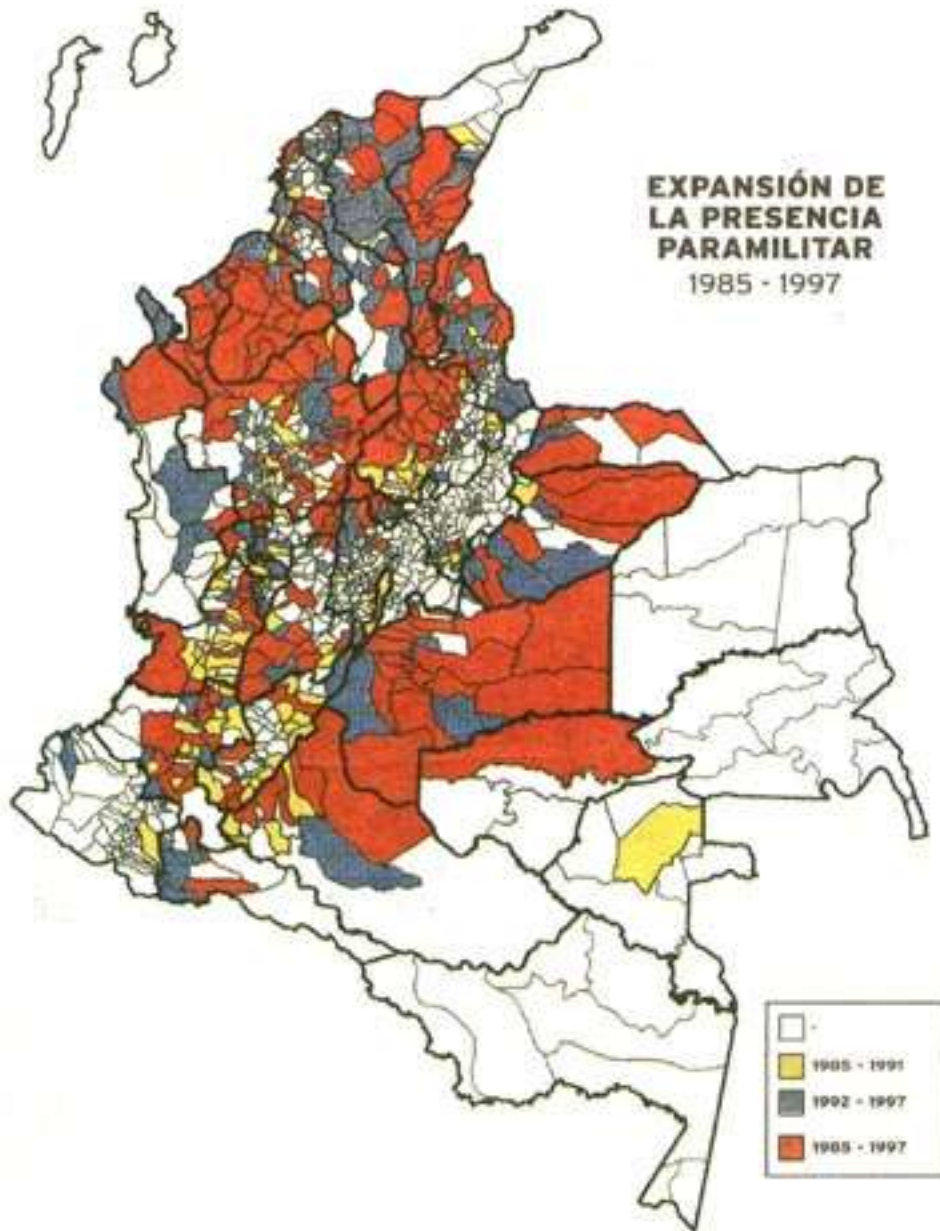 EXPANSIÓN DE
LA PRESENCIA
PARAMILITAR
1985 - 1997
-
1985 - 1991
1992 - 1997
1985 - 1997